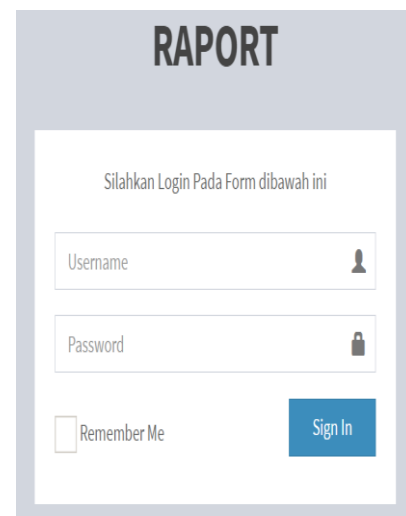 RAPORT
Silahkan Login Pada Form dibawah ini
Username
Password
Remember Me
Sign In